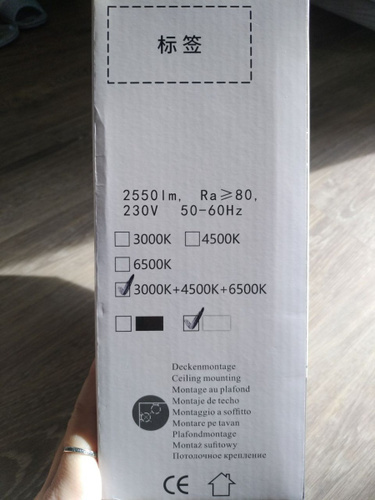 标签
2550lm, Ra≥80,
230V 50-60Hz
3000K 4500K
6500K
3000K+4500K+6500K
Deckenmontage
Ceiling mounting
Montage au plafond
Montaje de techo
Montaggio a soffitto
Montare pe tavan
Plafondmontage
Montaż sufitowy
Потолочное крепление
CE